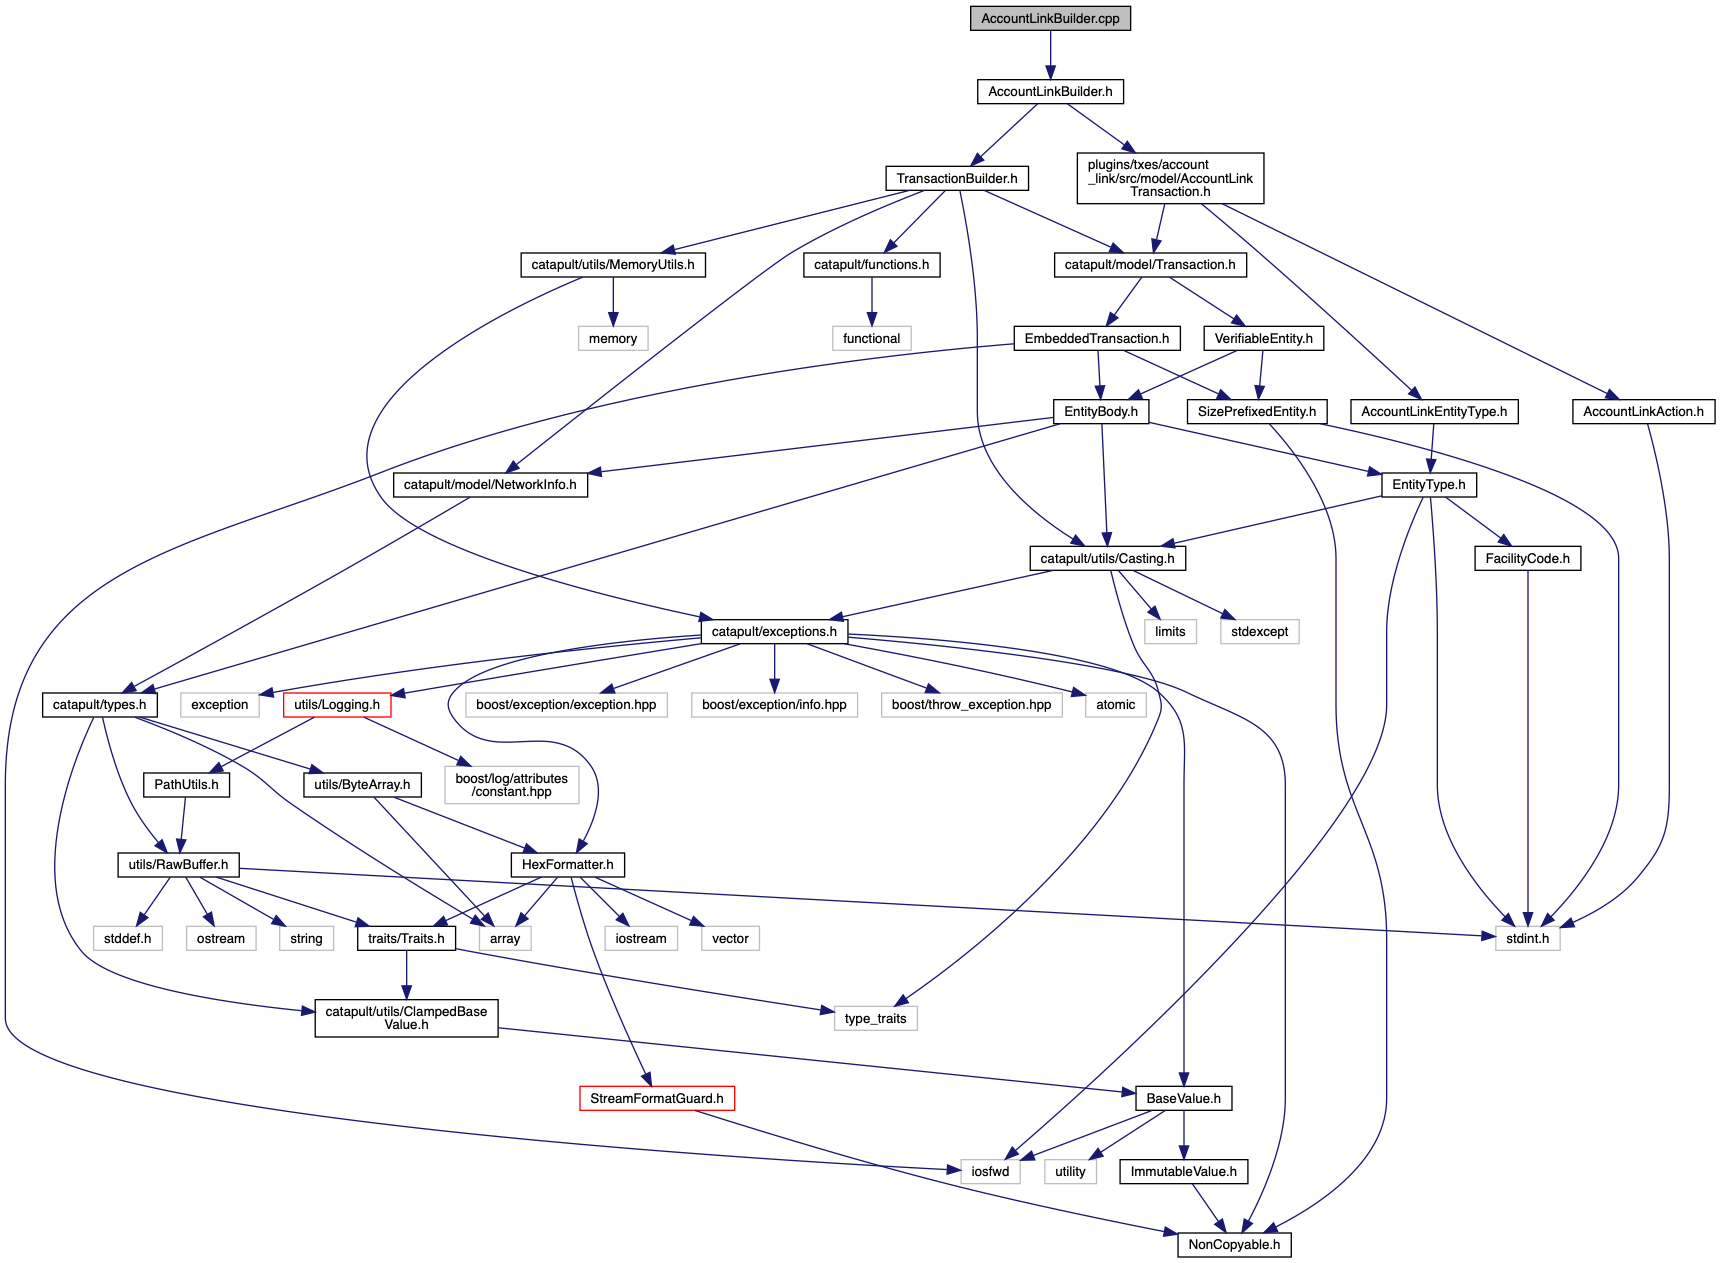 AccountLinkBuilder.cpp
AccountLinkBuilder.h
TransactionBuilder.h
plugins/txes/account
_link/src/model/AccountLink
Transaction.h
catapult/utils/MemoryUtils.h
catapult/functions.h
catapult/model/Transaction.h
memory
functional
EmbeddedTransaction.h
VerifiableEntity.h
EntityBody.h
SizePrefixedEntity.h
AccountLinkEntityType.h
AccountLinkAction.h
catapult/model/NetworkInfo.h
EntityType.h
catapult/utils/Casting.h
FacilityCode.h
catapult/exceptions.h
limits
stdexcept
catapult/types.h
exception
utils/Logging.h
boost/exception/exception.hpp
boost/exception/info.hpp
boost/throw_exception.hpp
atomic
PathUtils.h
utils/ByteArray.h
boost/log/attributes
/constant.hpp
utils/RawBuffer.h
HexFormatter.h
stddef.h
ostream
string
traits/Traits.h
array
iostream
vector
stdint.h
catapult/utils/ClampedBase
Value.h
type_traits
StreamFormatGuard.h
BaseValue.h
iosfwd
utility
ImmutableValue.h
NonCopyable.h